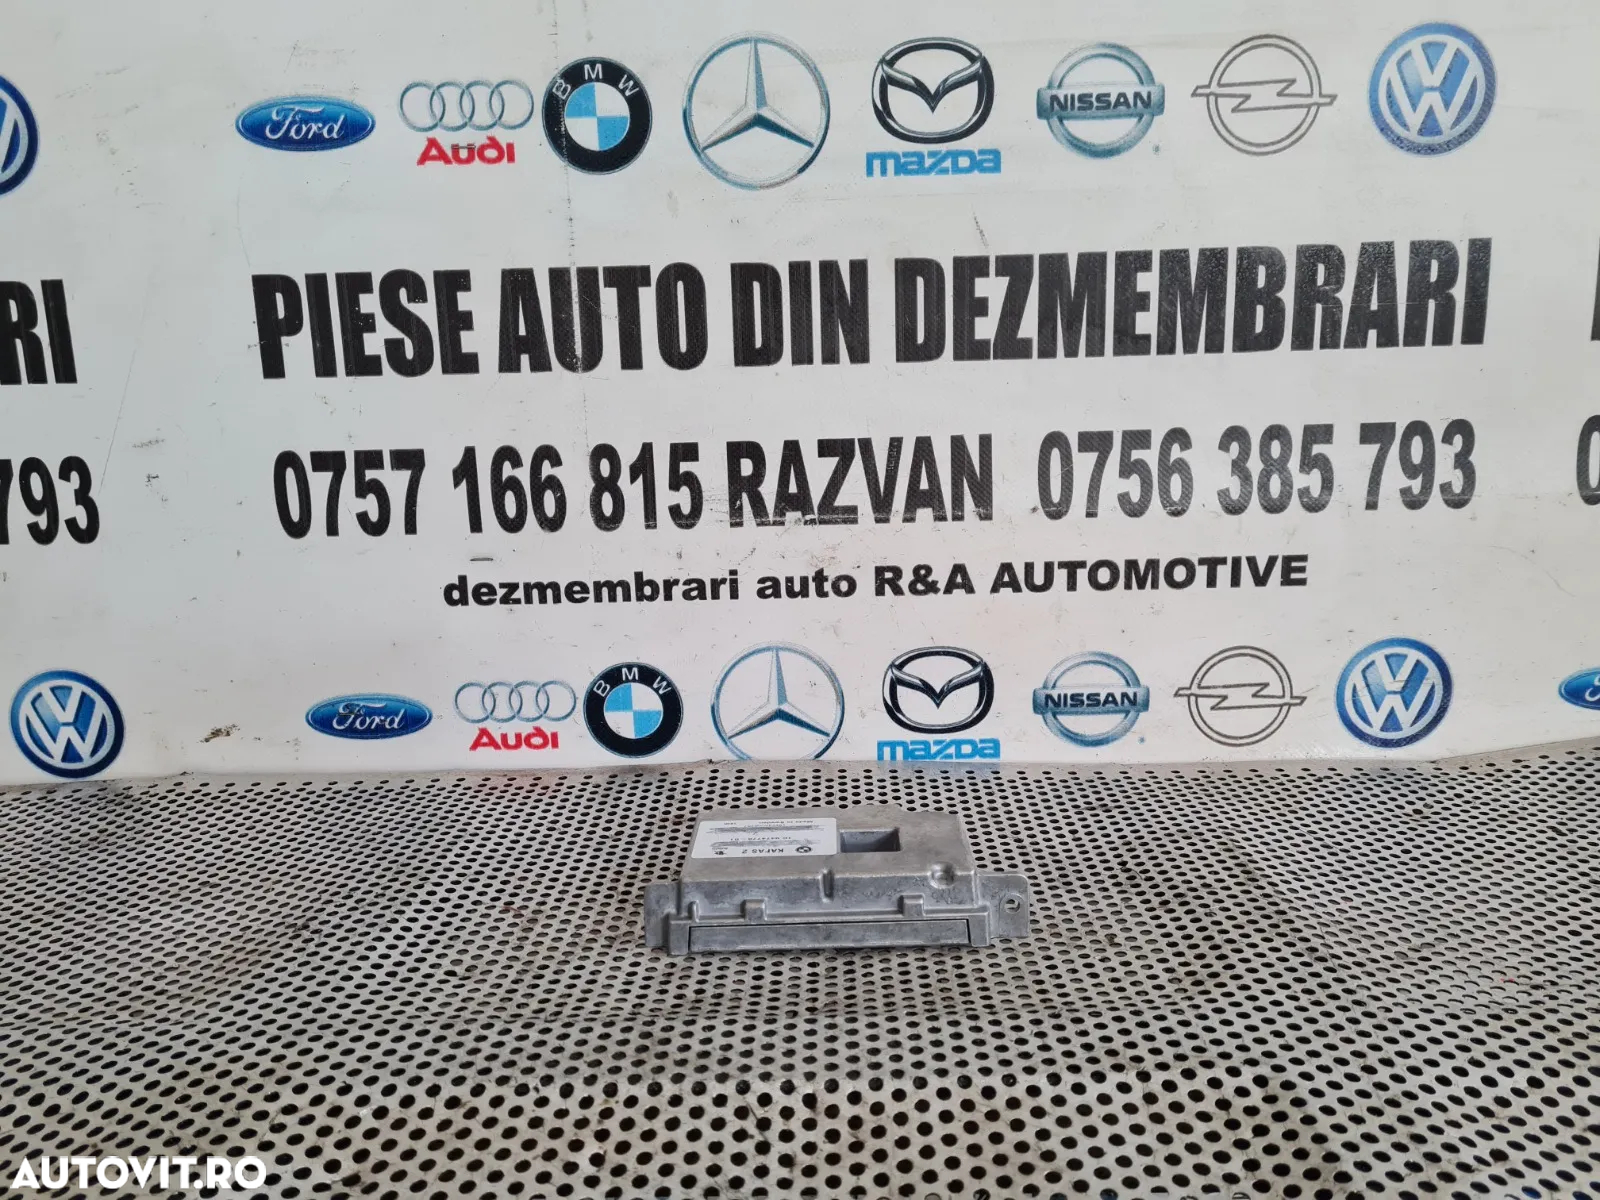 Ford Audi BMW mazda NISSAN
RI PIESE AUTO DIN DEZMEMBRARI
793 0757 166 815 RAZVAN 0756 385 793 0
dezmembrari auto R&A AUTOMOTIVE
Ford Audi BMW mazda NISSAN
KAFAS 2
AUTOVIT.RO